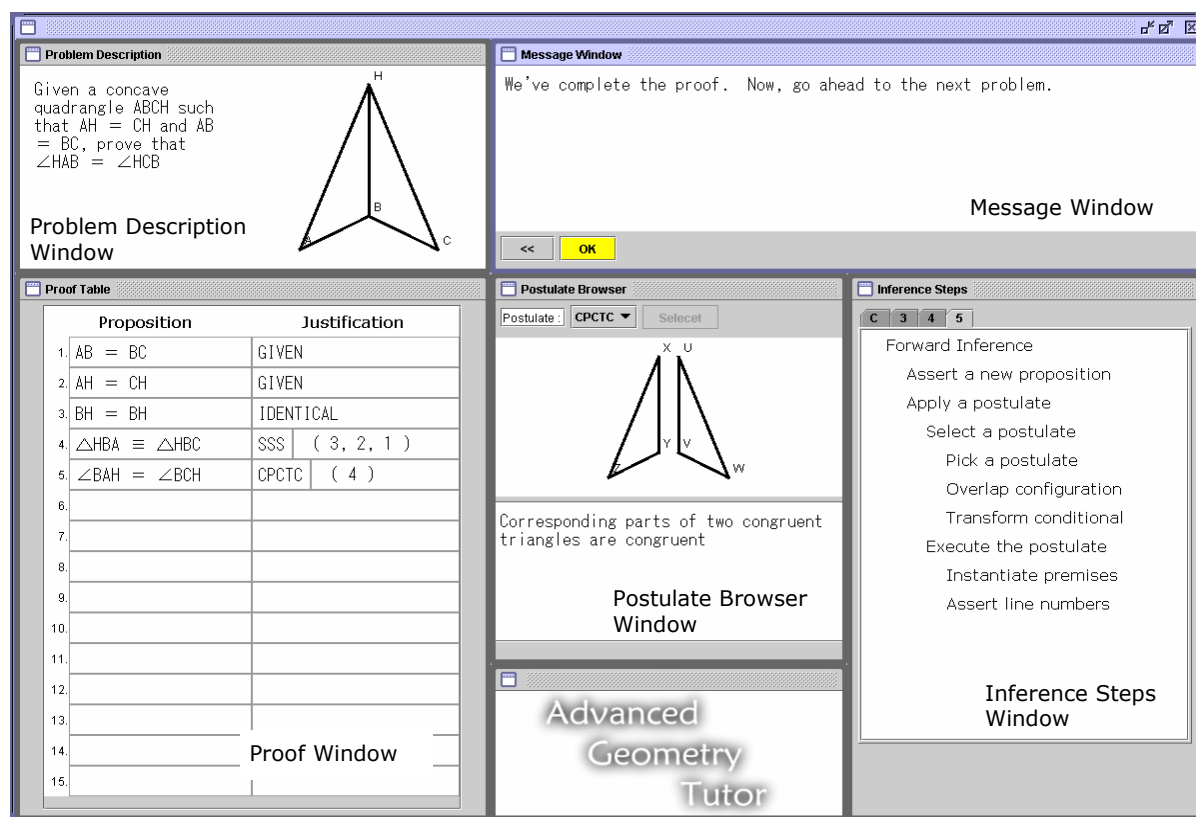 Problem Description
Given a concave
quadrangle ABCH such
that AH = CH and AB
= BC, prove that
∠HAB = ∠HCB
H
B
A
C
Problem Description
Window
Message Window
We've complete the proof. Now, go ahead to the next problem.
Message Window
<< OK
Proof Table
Proposition Justification
1. AB = BC GIVEN
2. AH = CH GIVEN
3. BH = BH IDENTICAL
4. △HBA ≡ △HBC SSS ( 3, 2, 1 )
5. ∠BAH = ∠BCH CPCTC ( 4 )
6.
7.
8.
9.
10.
11.
12.
13.
14.
15.
Proof Window
Postulate Browser
Postulate : CPCTC Selecet
X U
Y V
Z W
Corresponding parts of two congruent
triangles are congruent
Postulate Browser
Window
Inference Steps
C 3 4 5
Forward Inference
Assert a new proposition
Apply a postulate
Select a postulate
Pick a postulate
Overlap configuration
Transform conditional
Execute the postulate
Instantiate premises
Assert line numbers
Inference Steps
Window
Advanced
Geometry
Tutor